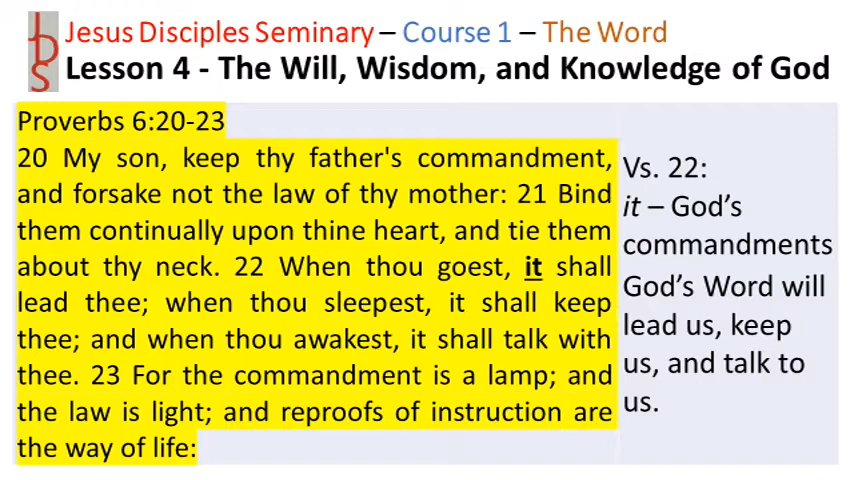 JDS
Jesus Disciples Seminary – Course 1 – The Word
Lesson 4 - The Will, Wisdom, and Knowledge of God
Proverbs 6:20-23
20 My son, keep thy father's commandment,
and forsake not the law of thy mother: 21 Bind
them continually upon thine heart, and tie them
about thy neck. 22 When thou goest, it shall
lead thee; when thou sleepest, it shall keep
thee; and when thou awakest, it shall talk with
thee. 23 For the commandment is a lamp; and
the law is light; and reproofs of instruction are
the way of life:
Vs. 22:
it – God’s
commandments
God’s Word will
lead us, keep
us, and talk to
us.